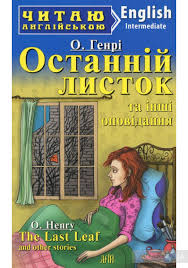 ЧИТАЮ
АНГЛІЙСЬКОЮ
English
Intermediate
О. Генрі
Останній
листок
та інші
оповідання
O. Henry
The Last Leaf
and other stories